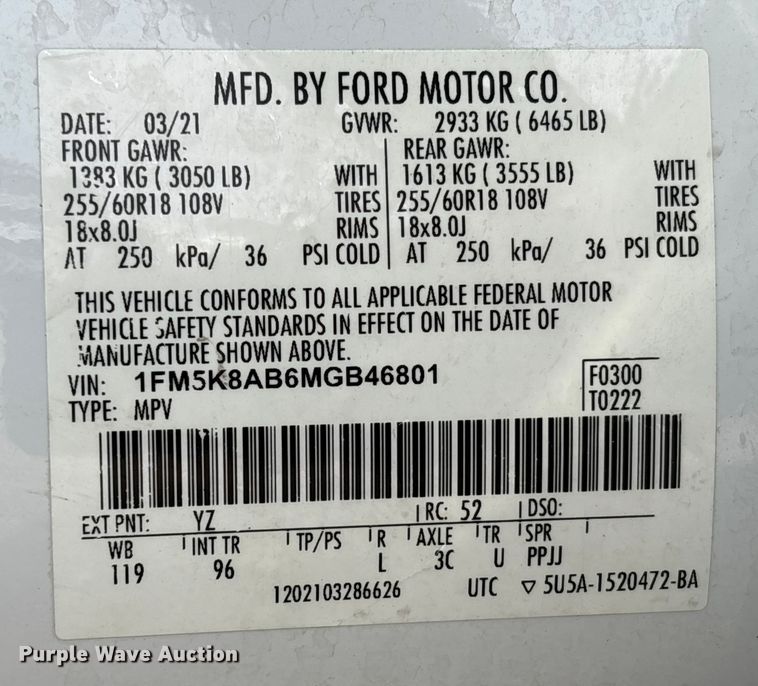 MFD. BY FORD MOTOR CO.
DATE: 03/21 GVWR: 2933 KG ( 6465 LB)
FRONT GAWR: REAR GAWR:
1383 KG ( 3050 LB) WITH 1613 KG ( 3555 LB) WITH
255/60R18 108V TIRES 255/60R18 108V TIRES
18x8.0J RIMS 18x8.0J RIMS
AT 250 kPa/ 36 PSI COLD AT 250 kPa/ 36 PSI COLD
THIS VEHICLE CONFORMS TO ALL APPLICABLE FEDERAL MOTOR
VEHICLE SAFETY STANDARDS IN EFFECT ON THE DATE OF
MANUFACTURE SHOWN ABOVE.
VIN: 1FM5K8AB6MGB46801 F0300
TYPE: MPV T0222
EXT PNT: YZ RC: 52 DSO:
WB INT TR TP/PS R AXLE TR SPR
119 96 L 3C U PPJJ
1202103286626 UTC ▽ 5U5A-1520472-BA
Purple Wave Auction